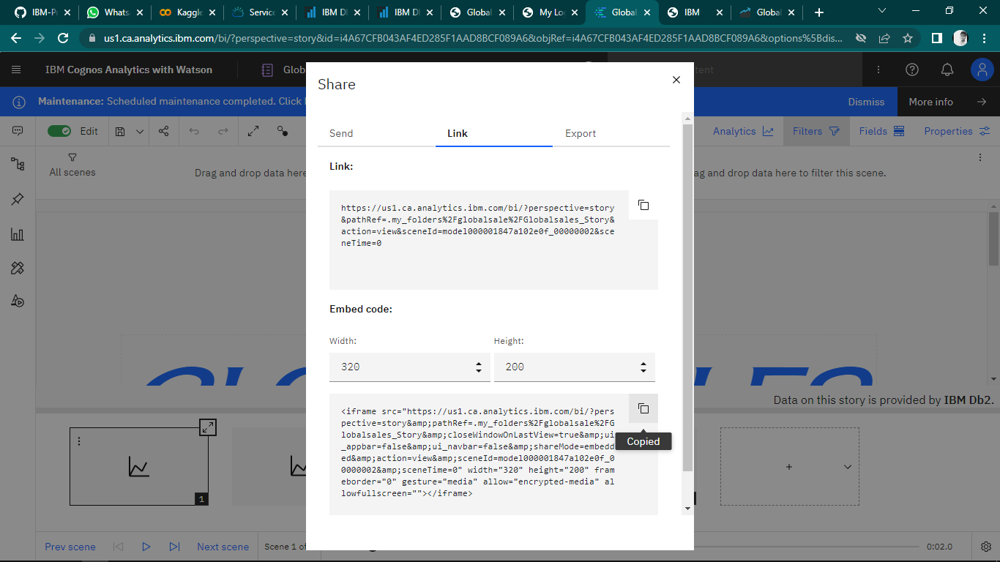 IBM-Pr
Whats
Kaggle
Service
IBM D
IBM D
Global
My Lo
Global
IBM
Global
us1.ca.analytics.ibm.com/bi/?perspective=story&id=i4A67CFB043AF4ED285F1AAD8BCF089A6&objRef=i4A67CFB043AF4ED285F1AAD8BCF089A6&options%5Bdis...
IBM Cognos Analytics with Watson
Glob
tent
Maintenance: Scheduled maintenance completed. Click
Dismiss
More info
Edit
Analytics
Filters
Fields
Properties
All scenes
Drag and drop data here
ag and drop data here to filter this scene.
Share
Send
Link
Export
Link:
https://us1.ca.analytics.ibm.com/bi/?perspective=story
&pathRef=.my_folders%2Fglobalsale%2FGlobalsales_Story&
action=view&sceneId=model000001847a102e0f_00000002&sce
neTime=0
Embed code:
Width:
Height:
320
200
<iframe src="https://us1.ca.analytics.ibm.com/bi/?pers
pective=story&amp;pathRef=.my_folders%2Fglobalsale%2FG
lobalsales_Story&amp;closeWindowOnLastView=true&amp;ui
_appbar=false&amp;ui_navbar=false&amp;shareMode=embedd
ed&amp;action=view&amp;sceneId=model000001847a102e0f_0
0000002&amp;sceneTime=0" width="320" height="200" fram
eborder="0" gesture="media" allow="encrypted-media" al
lowfullscreen=""></iframe>
Copied
Data on this story is provided by IBM Db2.
1
Prev scene
Next scene
Scene 1 of
0:02.0